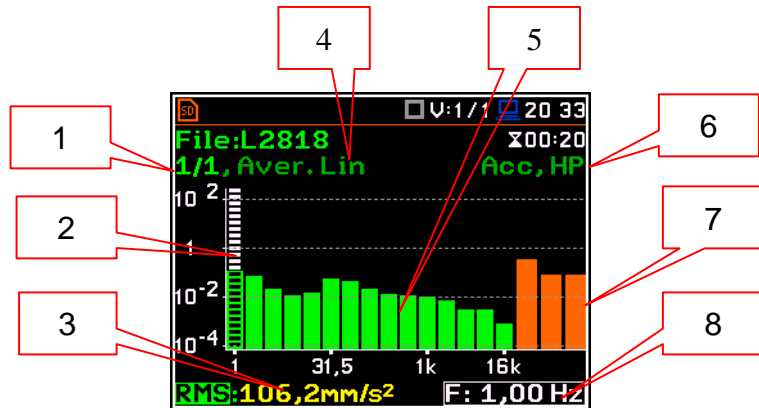 4
5
SD V:1/1 20 33
1
File:L2818 00:20
6
1/1, Aver.Lin Acc, HP
10 2
2
7
1
10 -2
3
10 -4
8
1 31,5 1k 16k
RMS:106,2mm/s² F: 1,00 Hz